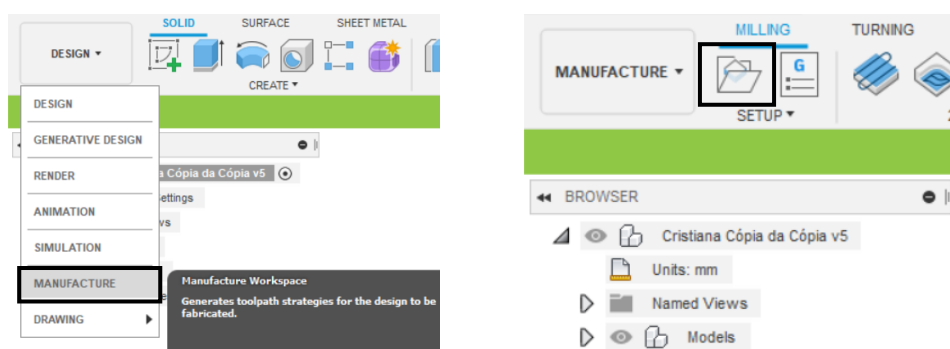 SOLID SURFACE SHEET METAL
DESIGN
CREATE
DESIGN
GENERATIVE DESIGN
RENDER
a Cópia da Cópia v5
ettings
ANIMATION
vs
SIMULATION
MANUFACTURE
Manufacture Workspace
Generates toolpath strategies for the design to be
fabricated.
DRAWING
MILLING TURNING
MANUFACTURE
G
SETUP
BROWSER
Cristiana Cópia da Cópia v5
Units: mm
Named Views
Models